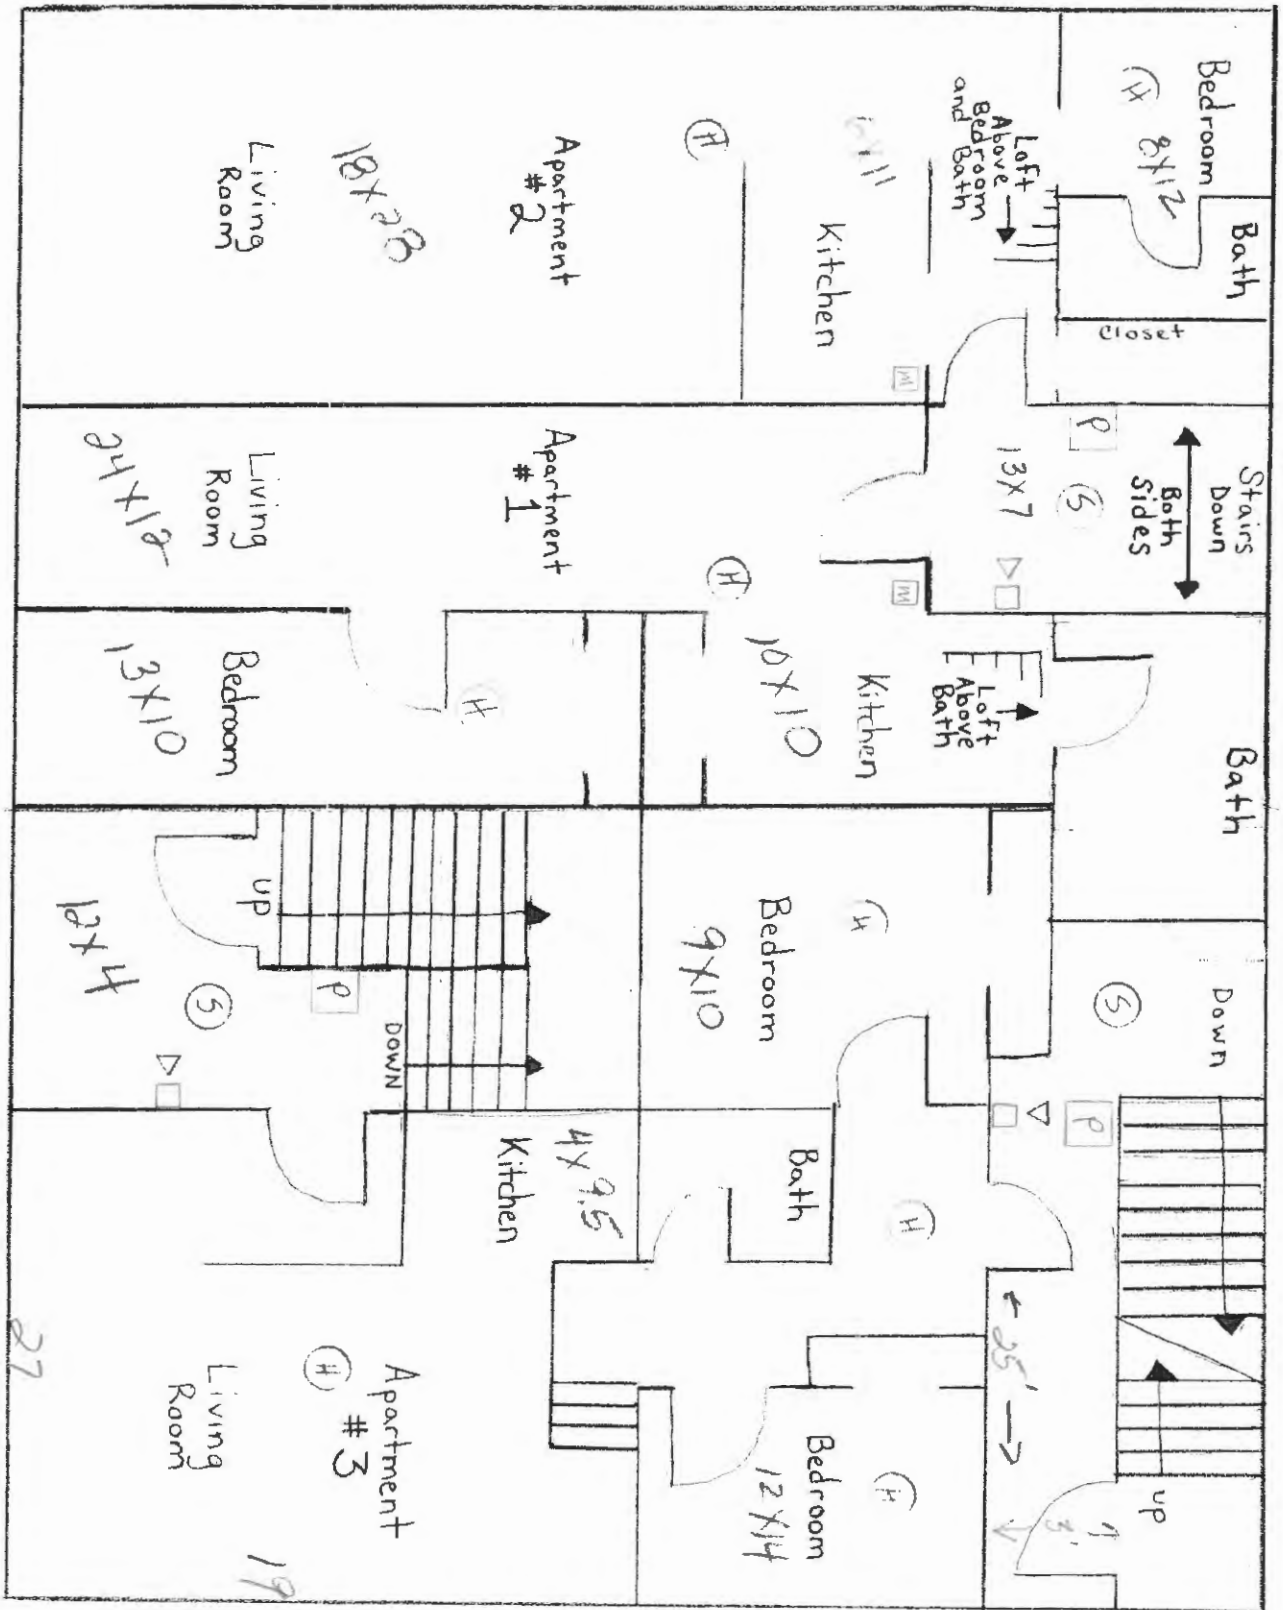 Bedroom
H
8X12
Bath
closet
Loft
Above
Bedroom
and Bath
6X11
Kitchen
M
H
Apartment
#2
18X28
Living
Room
Stairs
Down
Both
Sides
P
S
13X7
Apartment
#1
Living
Room
24X12
H
M
10X10
Kitchen
Loft
Above
Bath
Bath
H
Bedroom
13X10
UP
12X4
S
P
DOWN
Bedroom
9X10
H
Down
S
P
Bath
H
Kitchen
4X9.5
← 25' →
UP
3'
Bedroom
12X14
H
Apartment
#3
H
Living
Room
27
19